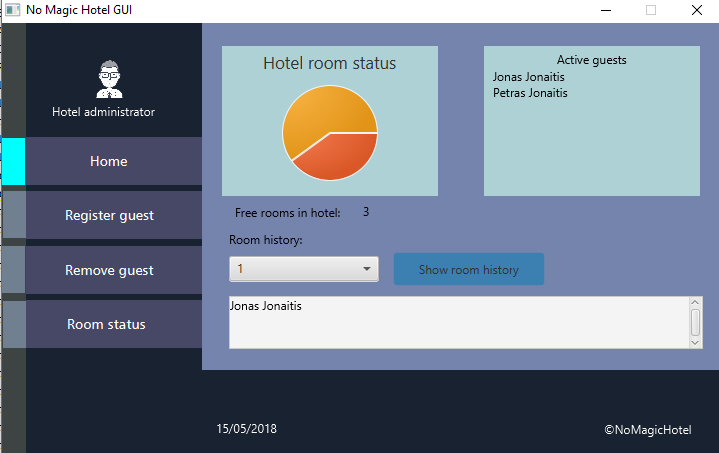 No Magic Hotel GUI
Hotel administrator
Home
Register guest
Remove guest
Room status
Hotel room status
Active guests
Jonas Jonaitis
Petras Jonaitis
Free rooms in hotel: 3
Room history:
1
Show room history
Jonas Jonaitis
15/05/2018
©NoMagicHotel